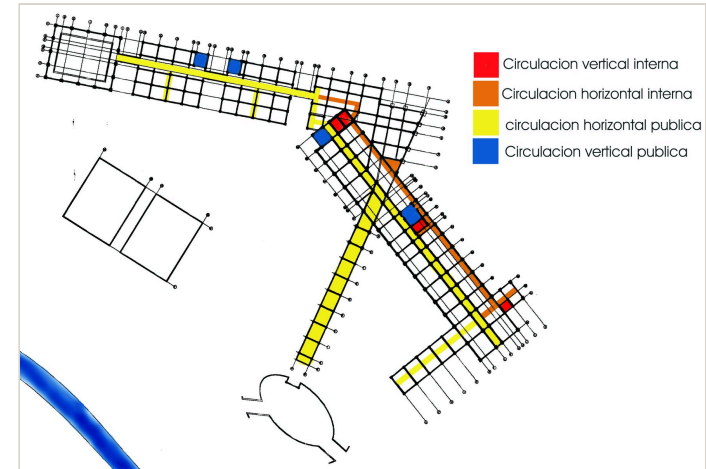 Circulacion vertical interna
Circulacion horizontal interna
circulacion horizontal publica
Circulacion vertical publica